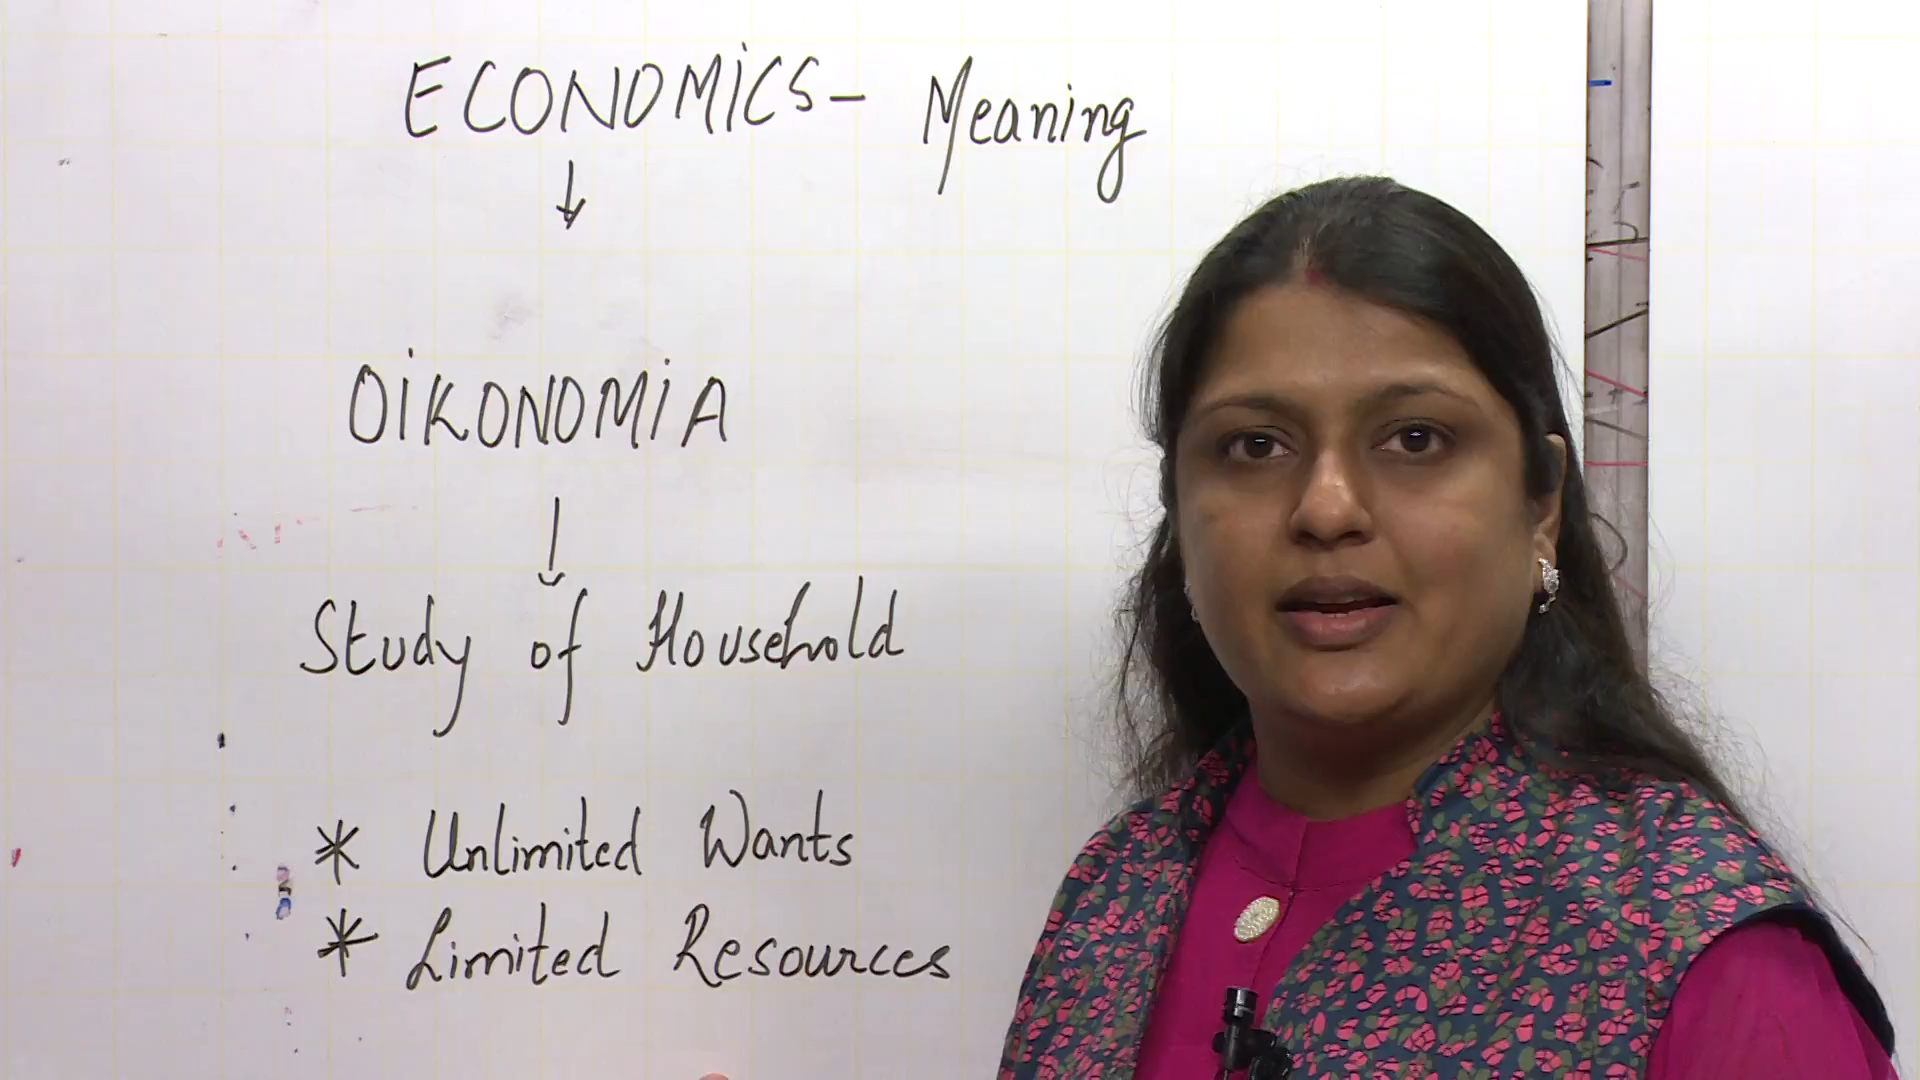 ECONOMICS - Meaning
↓
OIKONOMIA
↓
Study of Household
* Unlimited Wants
* Limited Resources